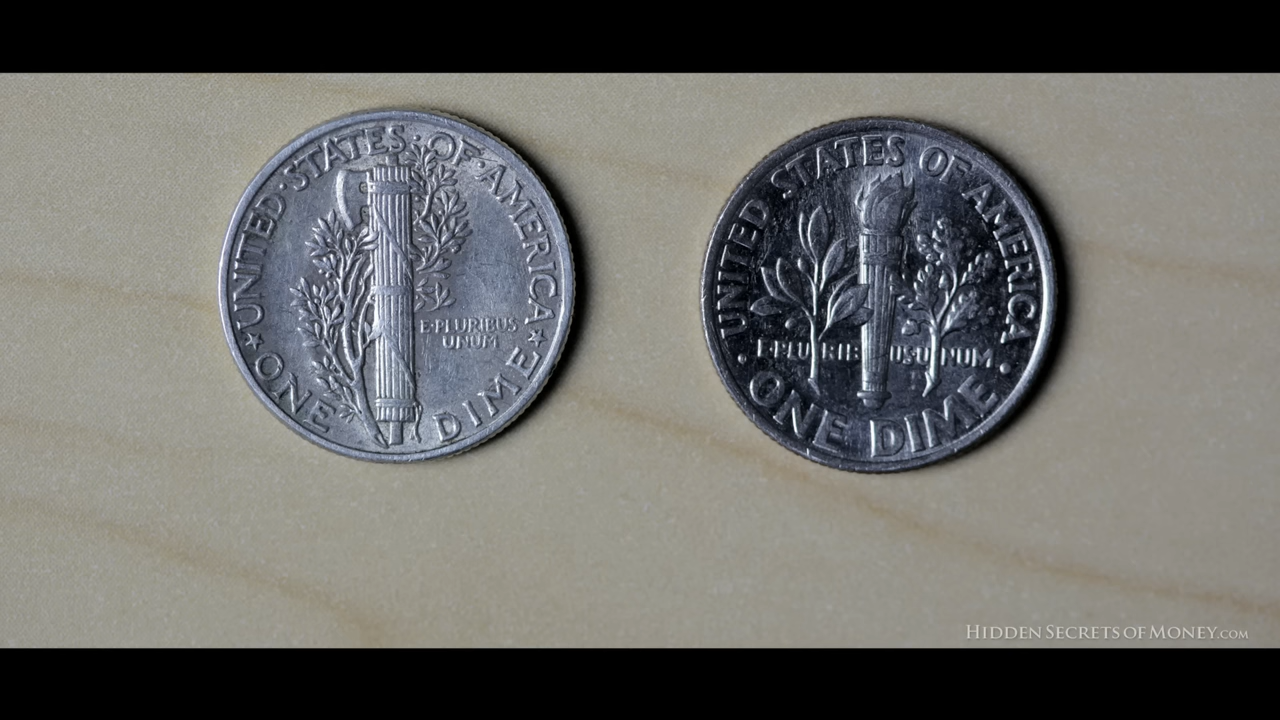 UNITED·STATES·OF·AMERICA
E·PLURIBUS
UNUM
★ ONE DIME ★
UNITED STATES OF AMERICA
· E·PLURIBUS·UNUM ·
ONE DIME
HIDDEN SECRETS OF MONEY.COM